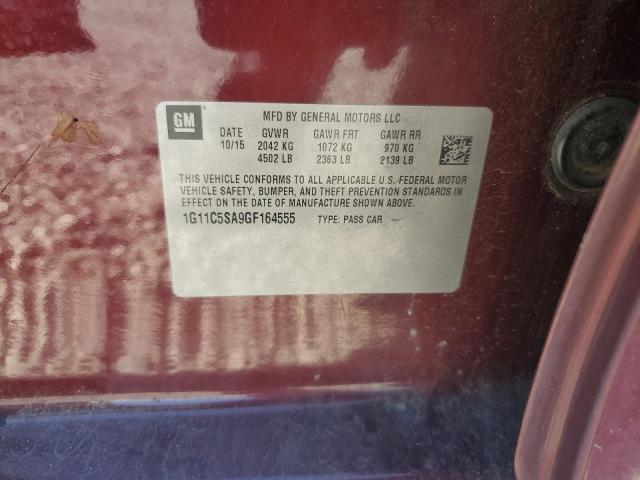 GM
MFD BY GENERAL MOTORS LLC
DATE GVWR GAWR FRT GAWR RR
10/15 2042 KG 1072 KG 970 KG
4502 LB 2363 LB 2139 LB
THIS VEHICLE CONFORMS TO ALL APPLICABLE U.S. FEDERAL MOTOR
VEHICLE SAFETY, BUMPER, AND THEFT PREVENTION STANDARDS IN
EFFECT ON THE DATE OF MANUFACTURE SHOWN ABOVE.
1G11C5SA9GF164555 TYPE: PASS CAR